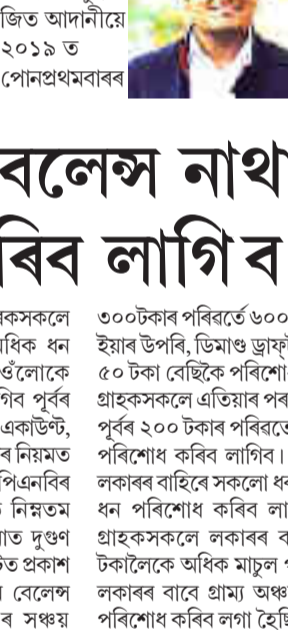 জিত আদানীয়ে
২০১৯ ত
পোনপ্ৰথমবাৰৰ
বেলেন্স নাথ
ৰিব লাগিব
কসকলে
ধিক ধন
ওঁলোকে
গিব পূৰ্বৰ
একাউণ্ট,
ৰ নিয়মত
পিএনবিৰ
নিম্নতম
াত দুগুণ
ত প্ৰকাশ
বেলেন্স
ৰ সঞ্চয়
৩০০টকাৰ পৰিৱৰ্তে ৬০০
ইয়াৰ উপৰি, ডিমাণ্ড ড্ৰাফ্ট
৫০ টকা বেছিকৈ পৰিশো
গ্ৰাহকসকলে এতিয়াৰ পৰ
পূৰ্বৰ ২০০ টকাৰ পৰিৱৰ্তে
পৰিশোধ কৰিব লাগিব।
লকাৰৰ বাহিৰে সকলো ধ
ধন পৰিশোধ কৰিব লা
গ্ৰাহকসকলে লকাৰৰ ব
টকালৈকে অধিক মাচুল
লকাৰৰ বাবে গ্ৰাম্য অঞ্চ
পৰিশোধ কৰিব লগা হৈছি